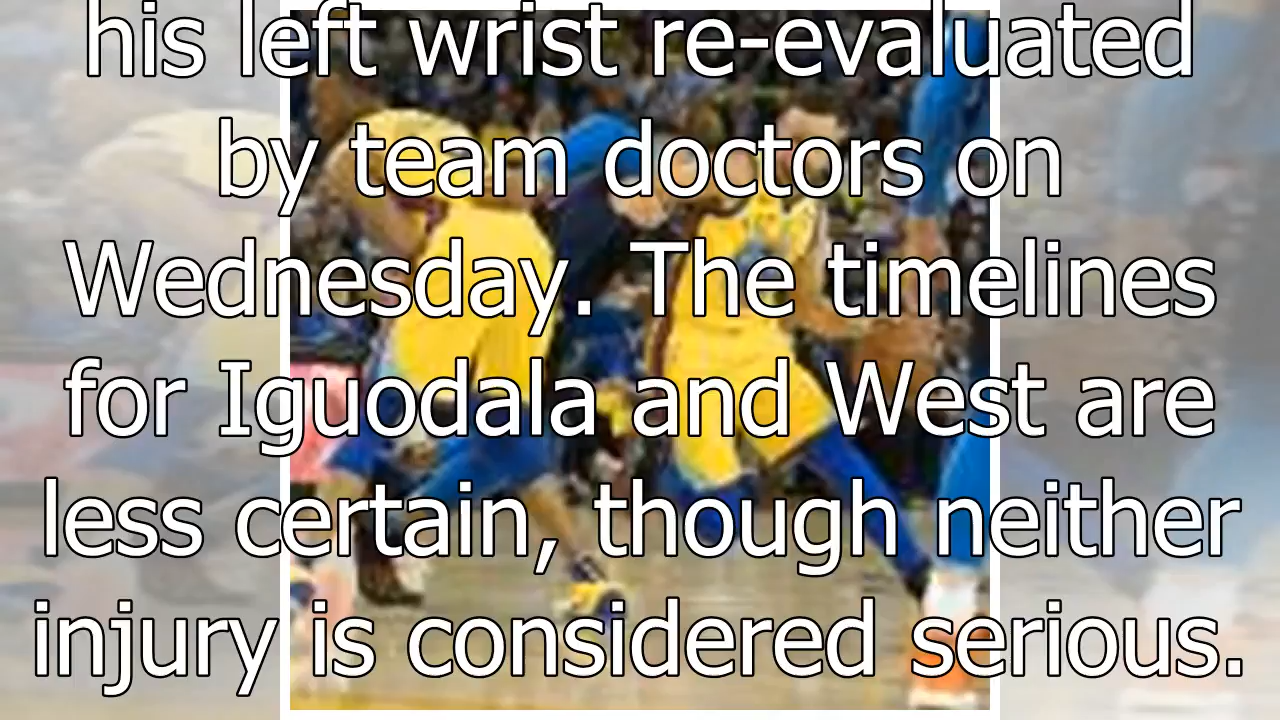 his left wrist re-evaluated
by team doctors on
Wednesday. The timelines
for Iguodala and West are
less certain, though neither
injury is considered serious.